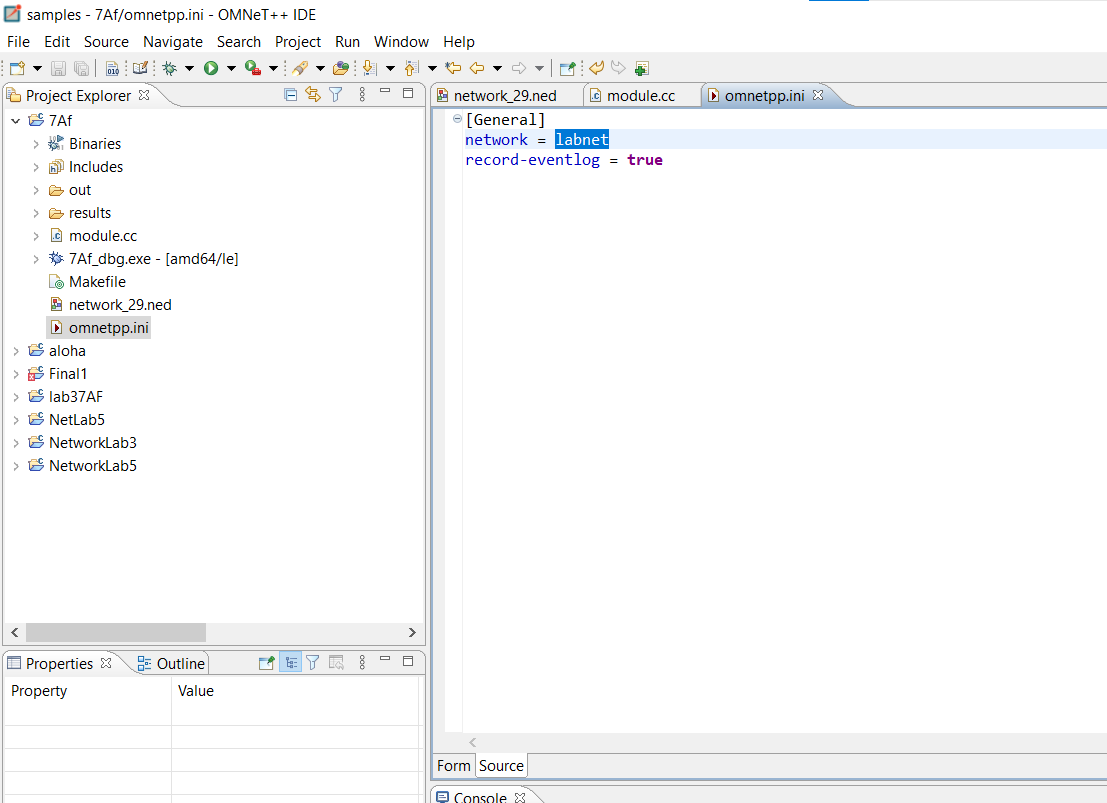 samples - 7Af/omnetpp.ini - OMNeT++ IDE
File Edit Source Navigate Search Project Run Window Help
010
Project Explorer
7Af
Binaries
Includes
out
results
module.cc
7Af_dbg.exe - [amd64/le]
Makefile
network_29.ned
omnetpp.ini
aloha
Final1
lab37AF
NetLab5
NetworkLab3
NetworkLab5
network_29.ned module.cc omnetpp.ini
[General]
network = labnet
record-eventlog = true
Properties Outline
Property Value
Form Source
Console